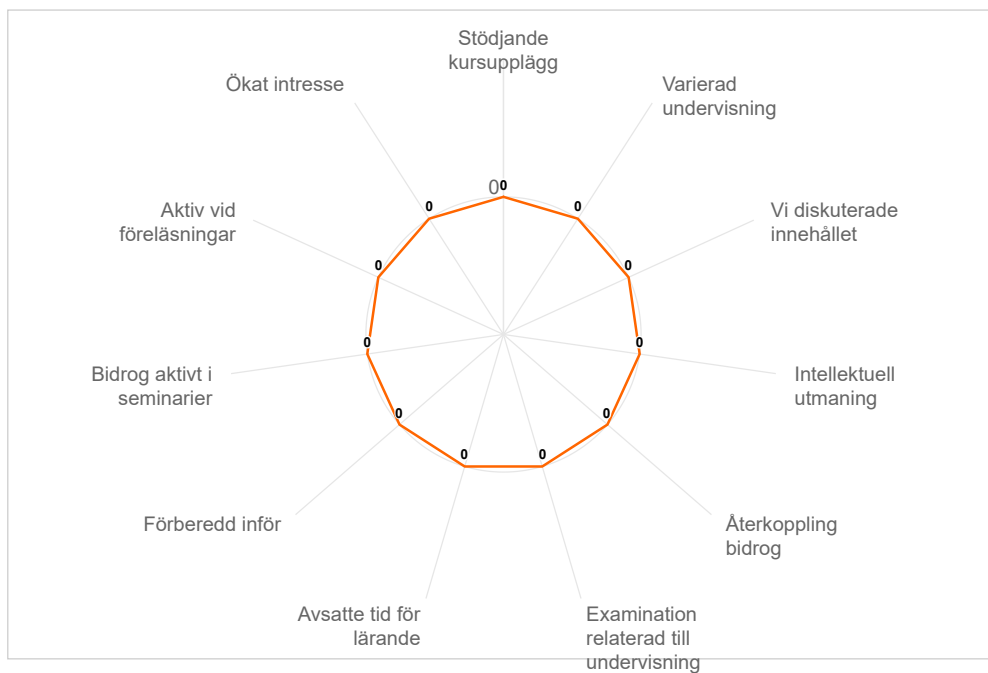 Stödjande
kursupplägg
Ökat intresse
Varierad
undervisning
0
0
0
0
Aktiv vid
föreläsningar
Vi diskuterade
innehållet
0
0
0
0
Bidrog aktivt i
seminarier
Intellektuell
utmaning
0
0
0
0
Förberedd inför
Återkoppling
bidrog
Avsatte tid för
lärande
Examination
relaterad till
undervisning